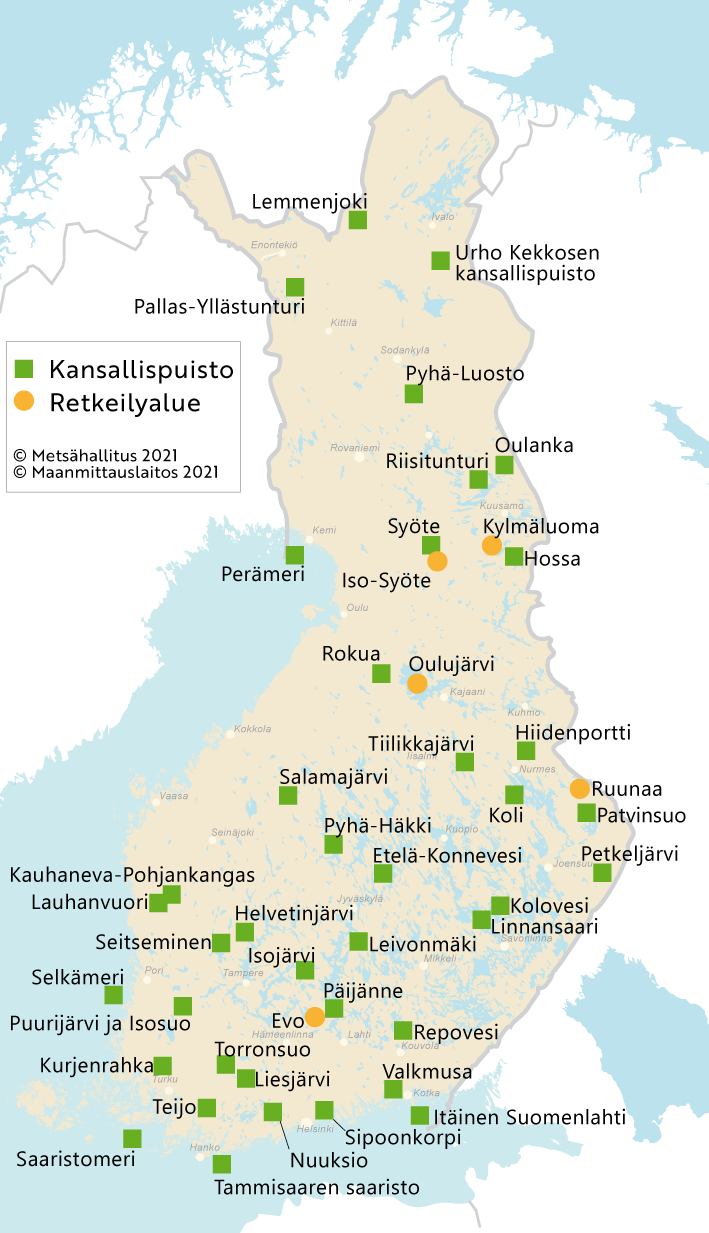 Lemmenjoki
Ivalo
Enontekiö
Urho Kekkosen
kansallispuisto
Pallas-Yllästunturi
Kittilä
Kansallispuisto
Retkeilyalue
© Metsähallitus 2021
© Maanmittauslaitos 2021
Sodankylä
Pyhä-Luosto
Rovaniemi
Oulanka
Riisitunturi
Kuusamo
Syöte
Kylmäluoma
Kemi
Hossa
Perämeri
Iso-Syöte
Oulu
Rokua
Oulujärvi
Kajaani
Kuhmo
Kokkola
Hiidenportti
Tiilikkajärvi
Iisalmi
Nurmes
Salamajärvi
Ruunaa
Vaasa
Koli
Patvinsuo
Pyhä-Häkki
Seinäjoki
Kuopio
Etelä-Konnevesi
Petkeljärvi
Joensuu
Kauhaneva-Pohjankangas
Lauhanvuori
Jyväskylä
Kolovesi
Helvetinjärvi
Linnansaari
Seitseminen
Leivonmäki
Savonlinna
Isojärvi
Mikkeli
Selkämeri
Pori
Tampere
Päijänne
Puurijärvi ja Isosuo
Evo
Repovesi
Hämeenlinna
Lahti
Torronsuo
Kouvola
Kurjenrahka
Liesjärvi
Valkmusa
Turku
Kotka
Teijo
Itäinen Suomenlahti
Helsinki
Sipoonkorpi
Hanko
Saaristomeri
Nuuksio
Tammisaaren saaristo